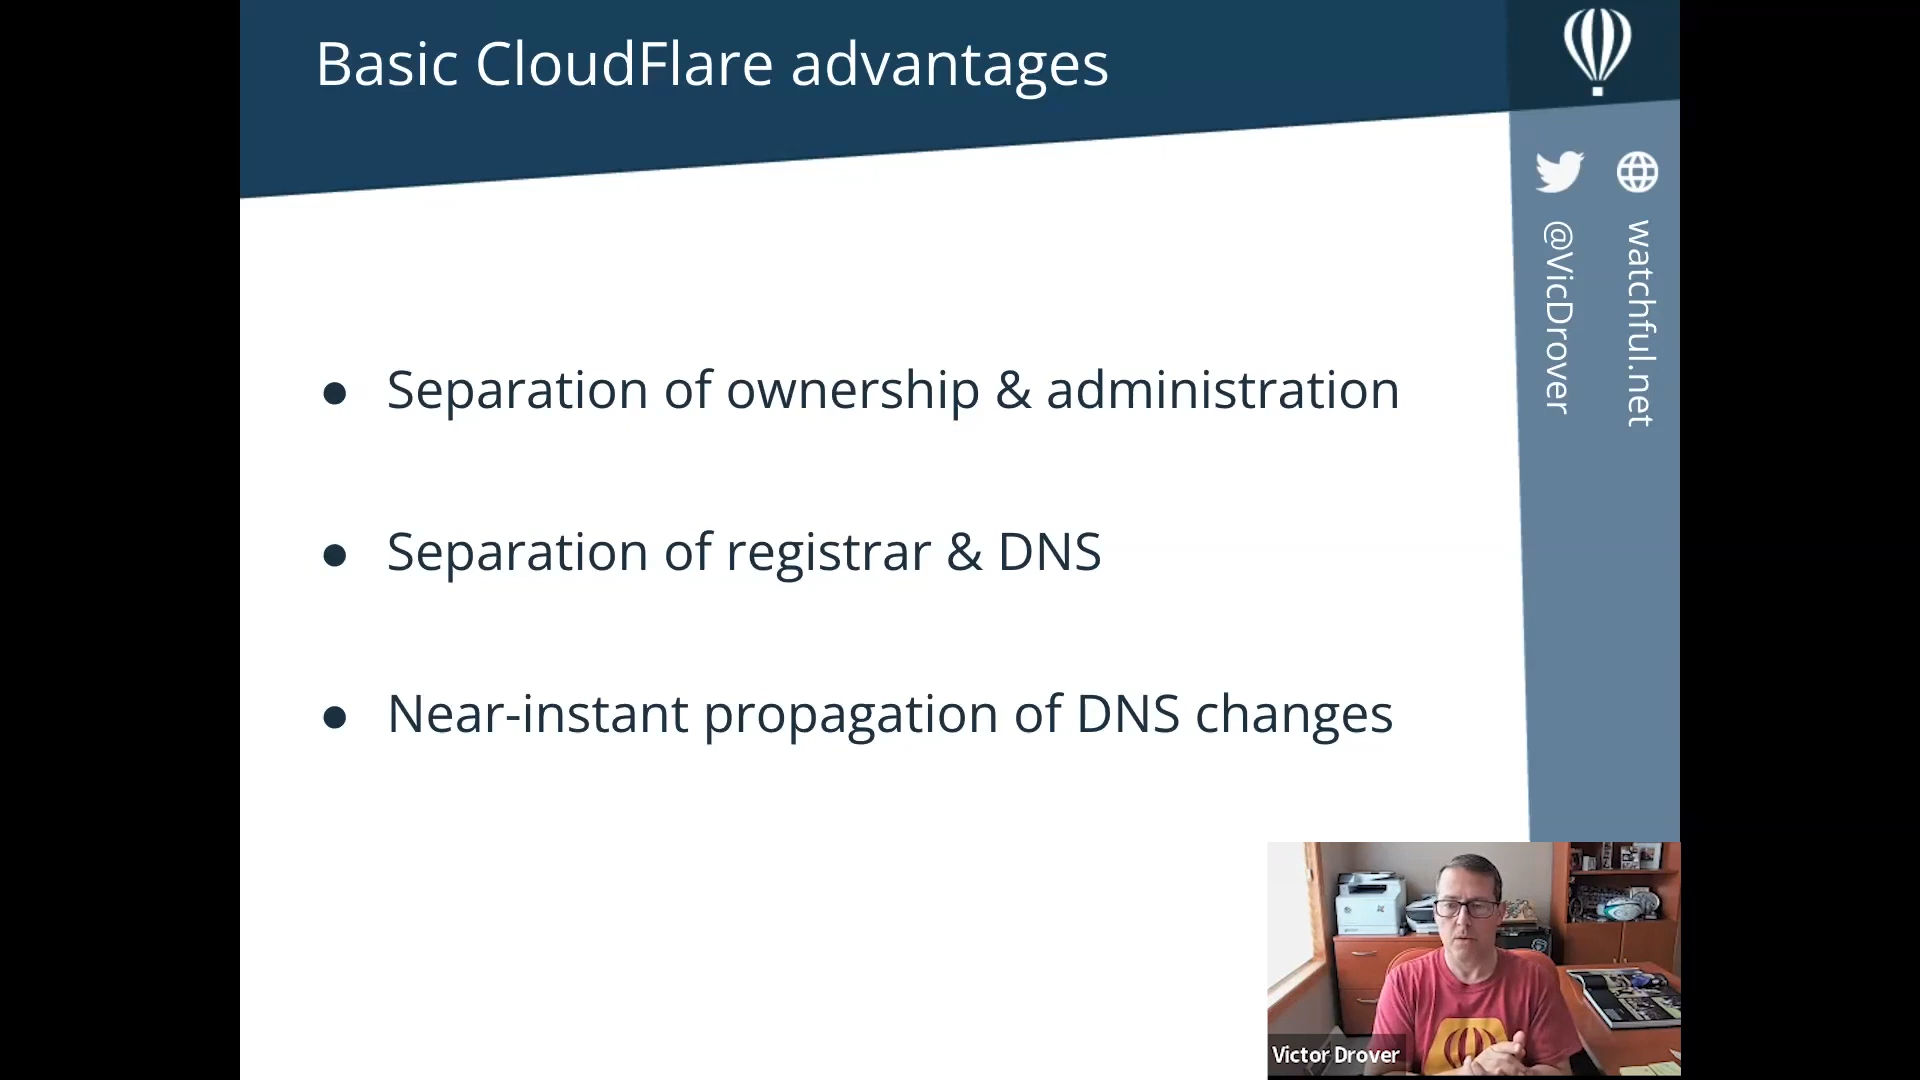 Basic CloudFlare advantages
@VicDrover
watchful.net
● Separation of ownership & administration
● Separation of registrar & DNS
● Near-instant propagation of DNS changes
Victor Drover